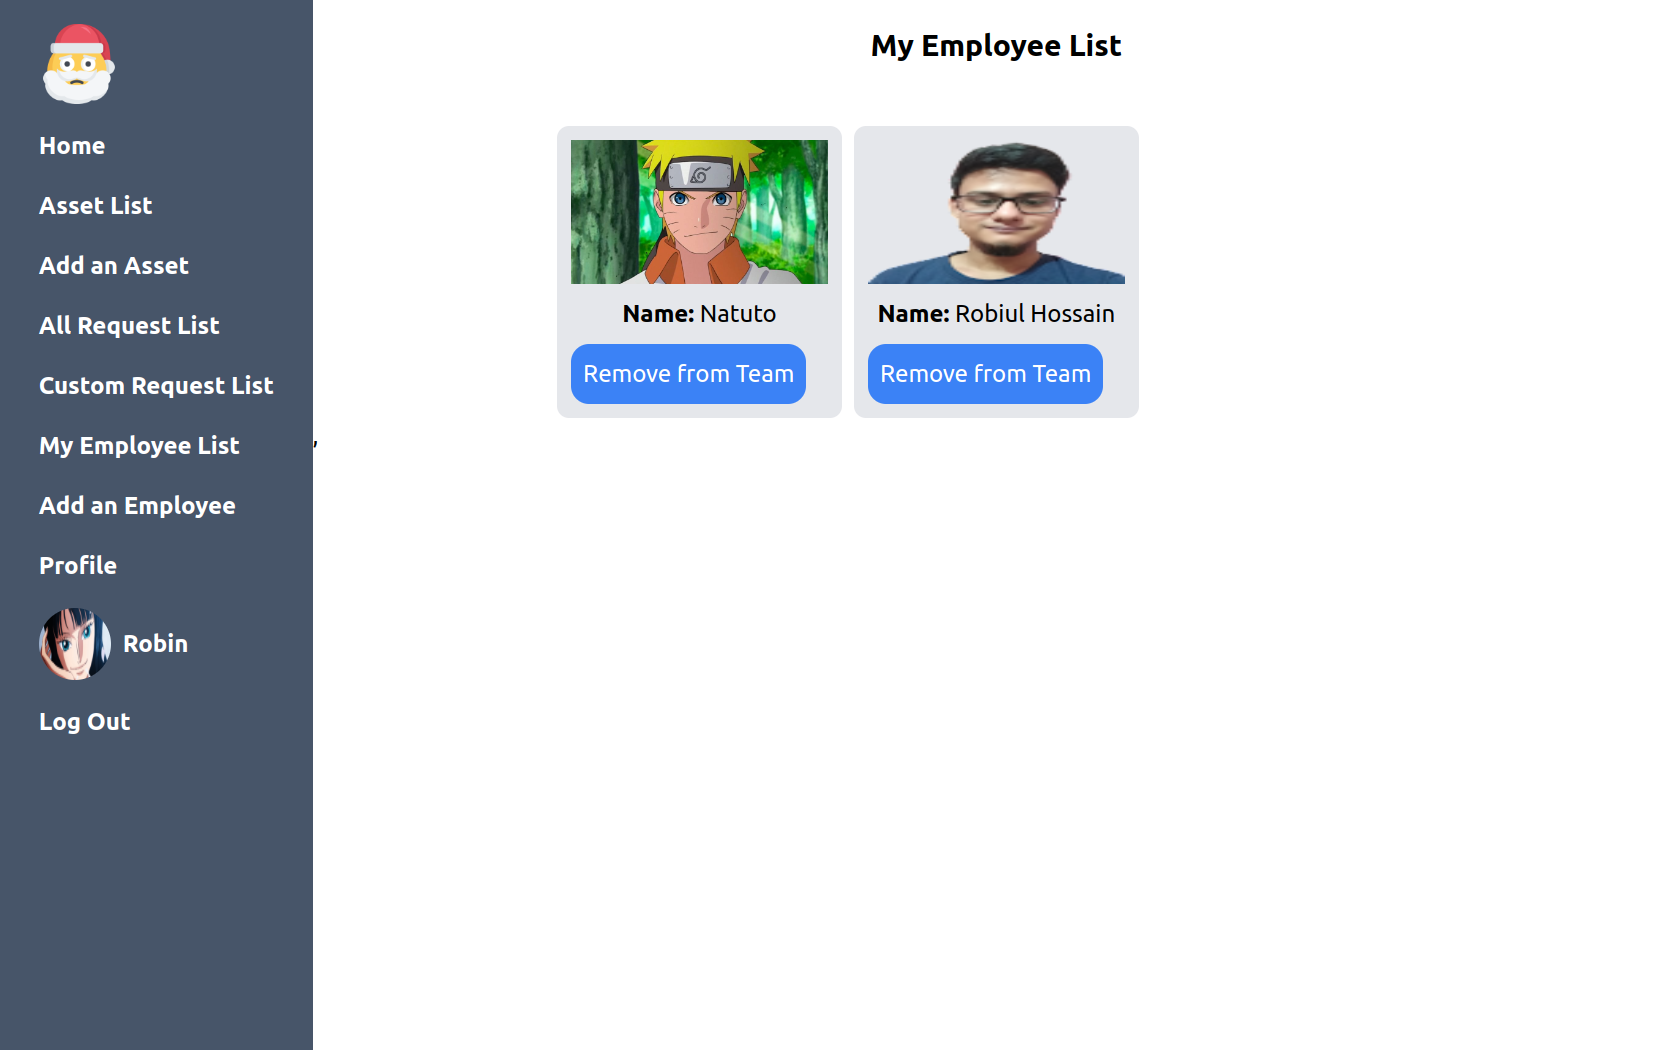 Home
Asset List
Add an Asset
All Request List
Custom Request List
My Employee List
Add an Employee
Profile
Robin
Log Out
,
My Employee List
Name: Natuto
Remove from Team
Name: Robiul Hossain
Remove from Team